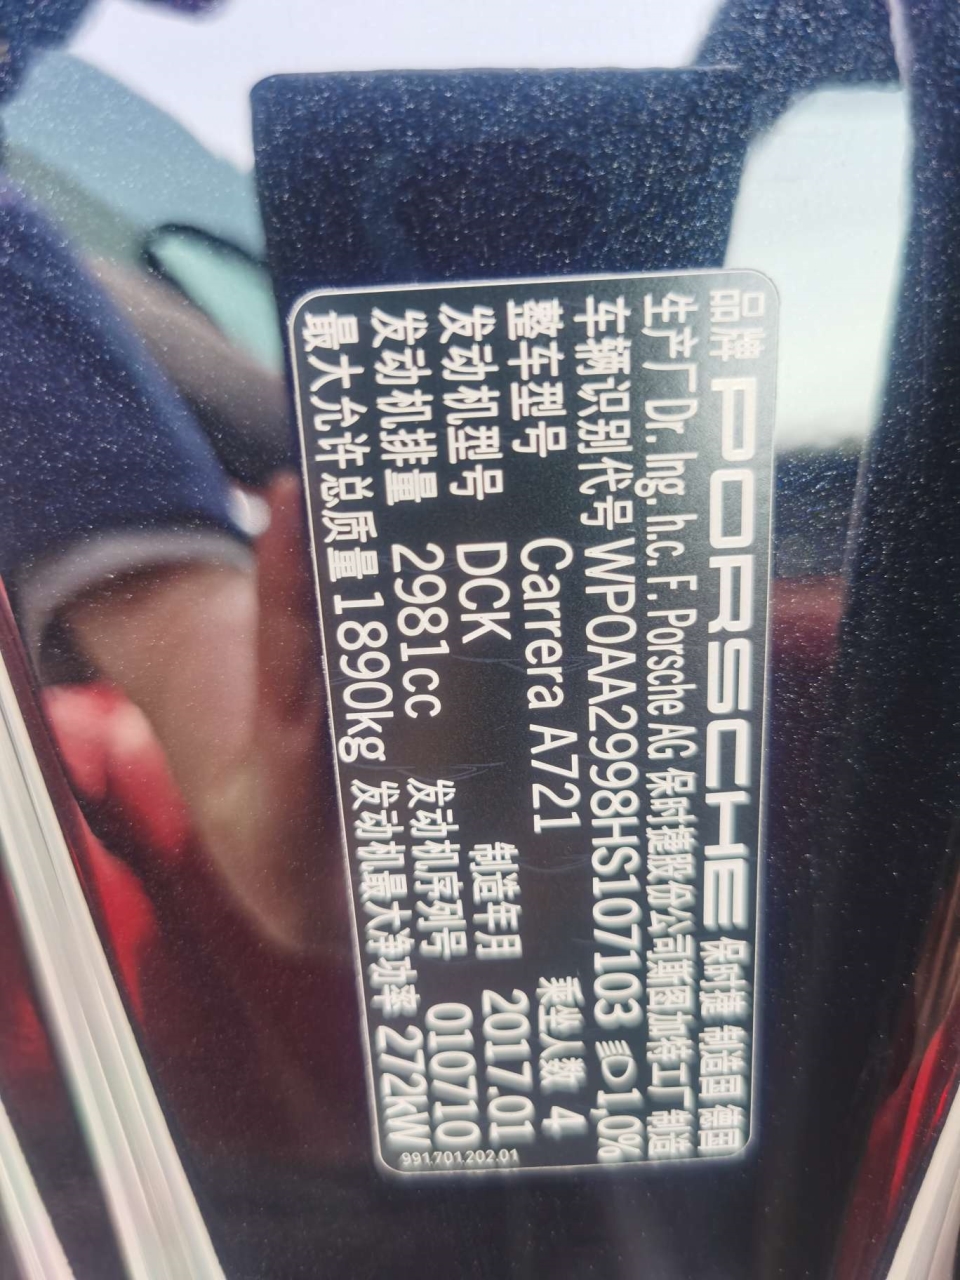 品牌 PORSCHE 保时捷 制造国 德国
生产厂 Dr. Ing. h.c. F. Porsche AG 保时捷股份公司斯图加特工厂制造
车辆识别代号 WP0AA2998HS107103 1,0%
整车型号 Carrera A721 乘坐人数 4
发动机型号 DCK 制造年月 2017.01
发动机排量 2981cc 发动机序列号 010710
最大允许总质量 1890kg 发动机最大净功率 272kW
991.701.202.01